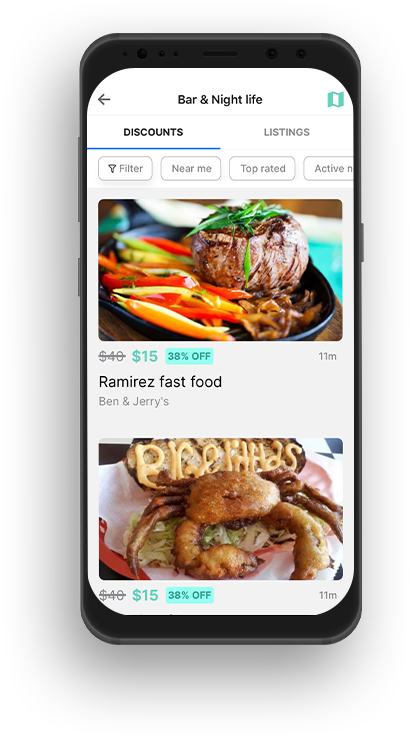 Bar & Night life
DISCOUNTS LISTINGS
Filter Near me Top rated Active n
$40 $15 38% OFF 11m
Ramirez fast food
Ben & Jerry's
$40 $15 38% OFF 11m